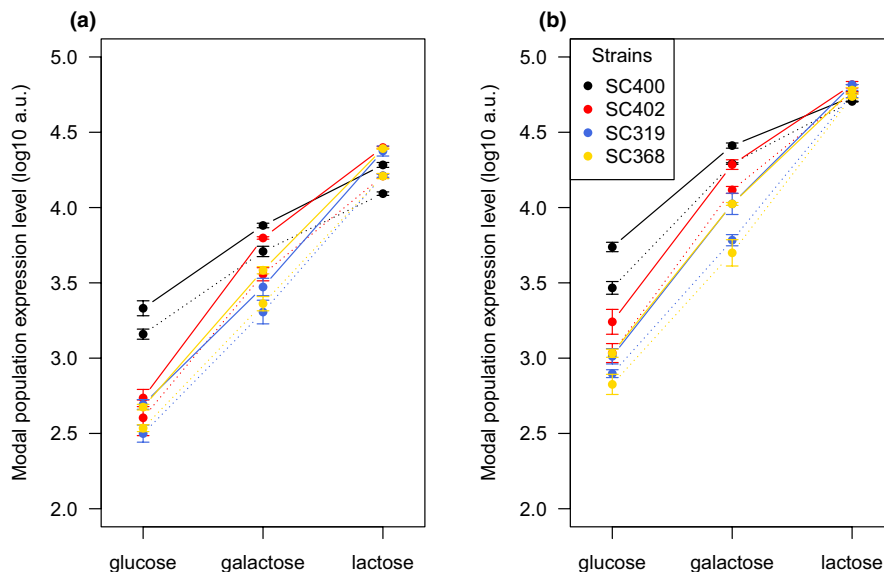 (a)
Modal population expression level (log10 a.u.)
5.0
4.5
4.0
3.5
3.0
2.5
2.0
glucose galactose lactose
(b)
Modal population expression level (log10 a.u.)
5.0
4.5
4.0
3.5
3.0
2.5
2.0
Strains
SC400
SC402
SC319
SC368
glucose galactose lactose